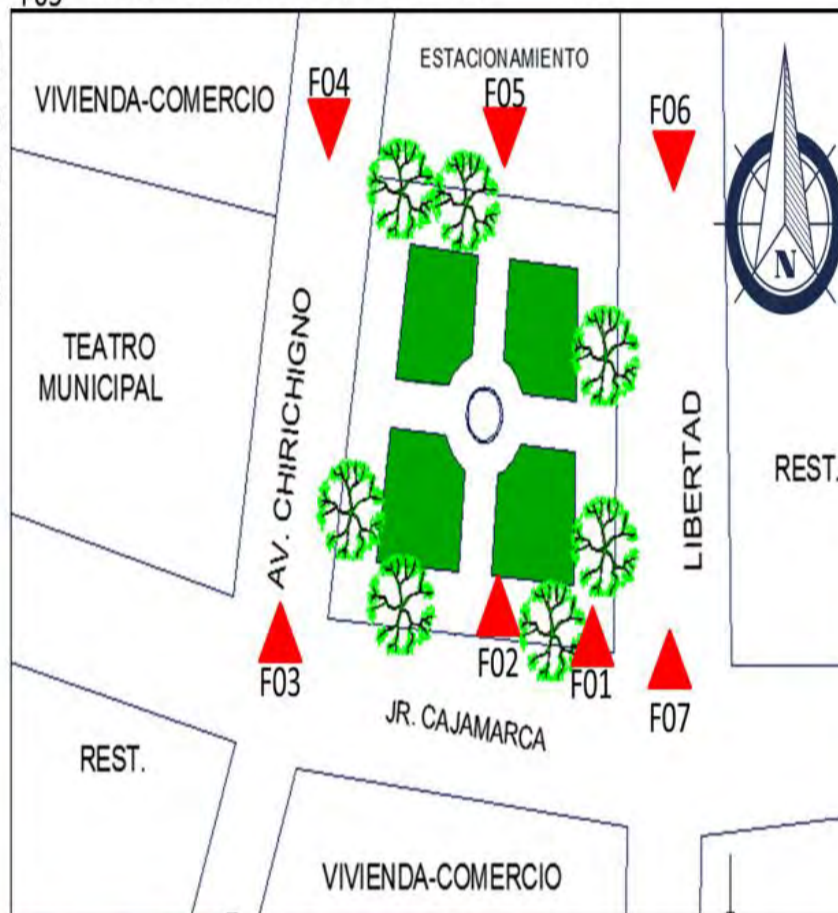 ESTACIONAMIENTO
VIVIENDA-COMERCIO
F04
F05
F06
N
TEATRO
MUNICIPAL
AV. CHIRICHIGNO
LIBERTAD
REST.
F02
F01
F03
F07
JR. CAJAMARCA
REST.
VIVIENDA-COMERCIO